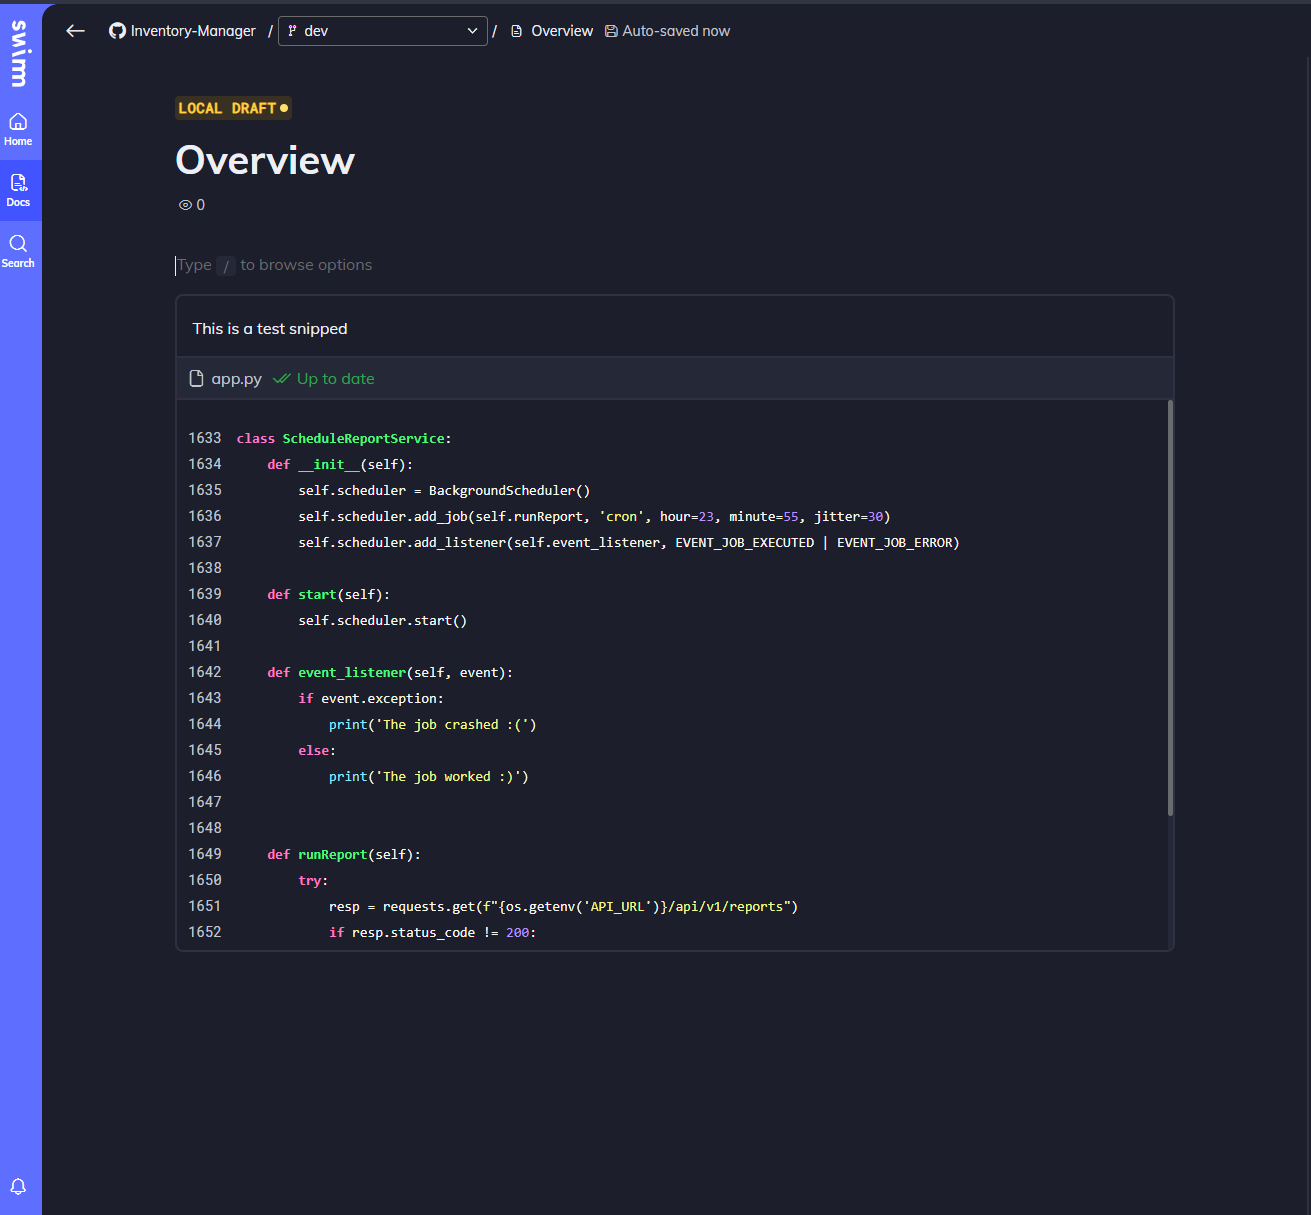 swimm
Inventory-Manager / dev / Overview Auto-saved now
Home
Docs
Search
LOCAL DRAFT
Overview
0
Type / to browse options
This is a test snipped
app.py Up to date
1633 class ScheduleReportService:
1634     def __init__(self):
1635         self.scheduler = BackgroundScheduler()
1636         self.scheduler.add_job(self.runReport, 'cron', hour=23, minute=55, jitter=30)
1637         self.scheduler.add_listener(self.event_listener, EVENT_JOB_EXECUTED | EVENT_JOB_ERROR)
1638
1639     def start(self):
1640         self.scheduler.start()
1641
1642     def event_listener(self, event):
1643         if event.exception:
1644             print('The job crashed :(')
1645         else:
1646             print('The job worked :)')
1647
1648
1649     def runReport(self):
1650         try:
1651             resp = requests.get(f"{os.getenv('API_URL')}/api/v1/reports")
1652             if resp.status_code != 200: